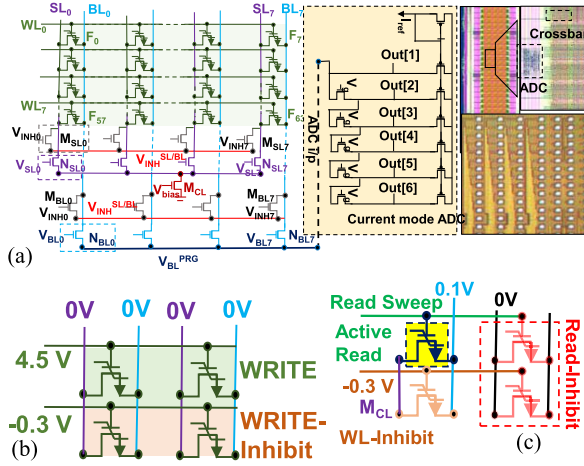 SL0 BL0 SL7 BL7
WL0
F0 F7
WL7
F57 F63
VINH0 MSL0 VINH7 MSL7
VSL0 NSL0 VINH^SL/BL NSL7
Vbias MCL
MBL0 MBL7
VINH0 VINH^SL/BL VINH7
VBL0 NBL0 VBL7 NBL7
VBL^PRG
(a)
ADC i/p
Iref
Out[1]
Out[2]
Out[3]
Out[4]
Out[5]
Out[6]
Current mode ADC
Crossbar
ADC
0V 0V 0V 0V
4.5 V WRITE
-0.3 V WRITE-
Inhibit
(b)
0.1V
Read Sweep 0V
Active
Read
-0.3 V
MCL
WL-Inhibit
Read-Inhibit
(c)